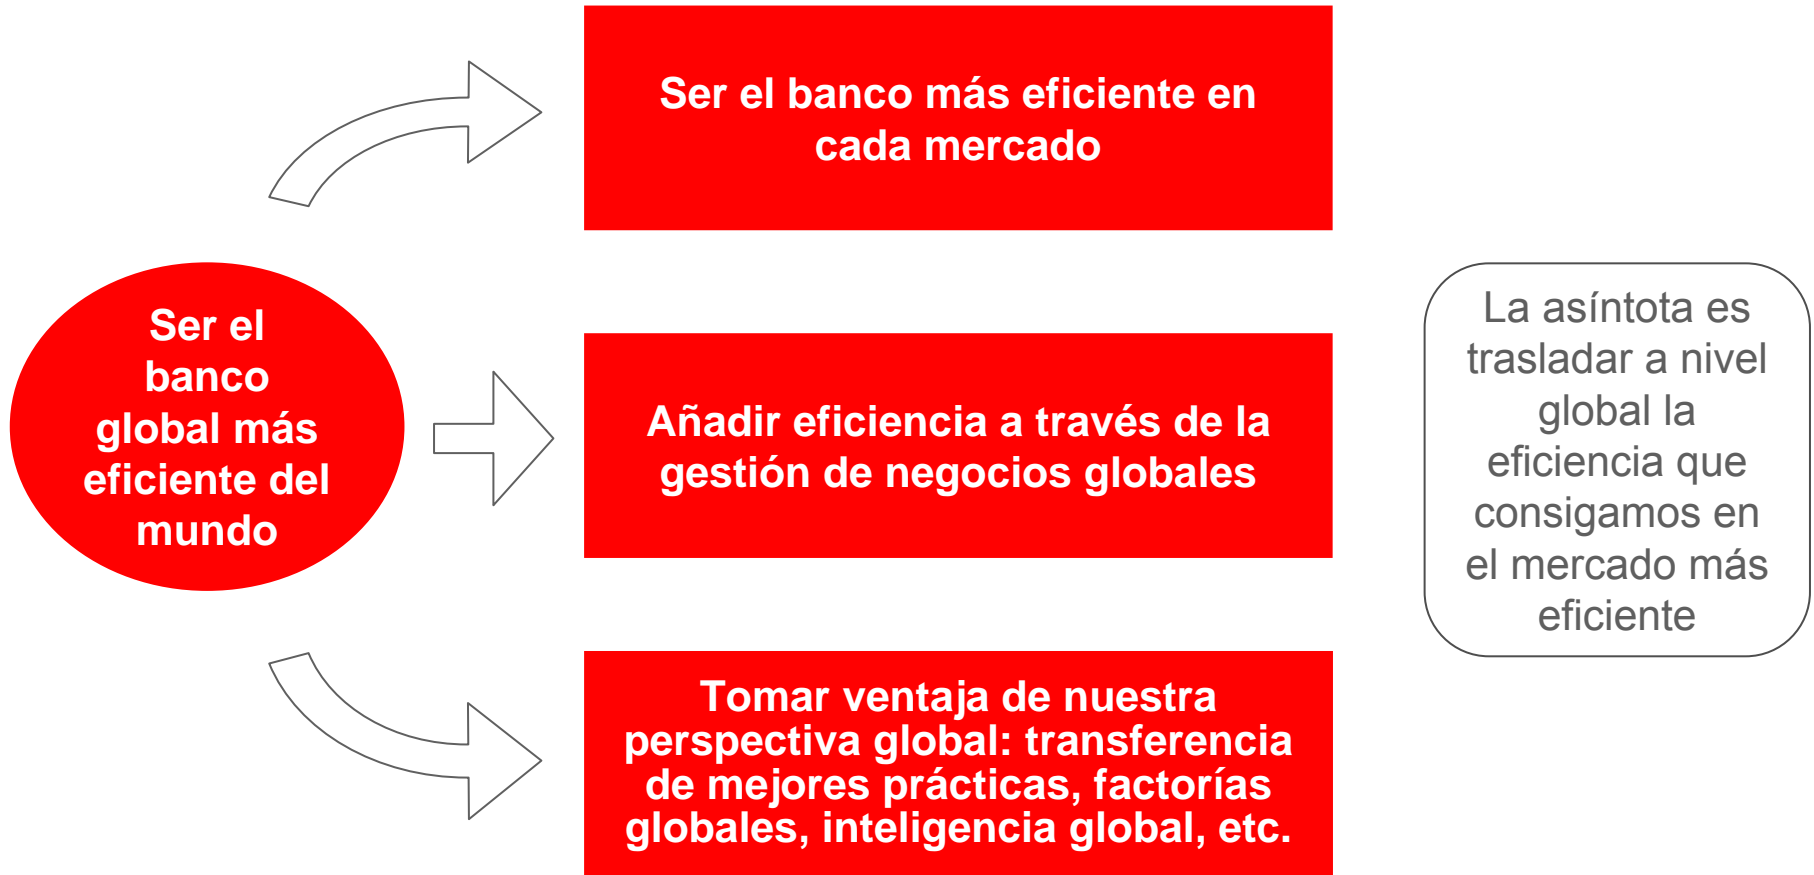 Ser el banco más eficiente en
cada mercado
Ser el
banco
global más
eficiente del
mundo
Añadir eficiencia a través de la
gestión de negocios globales
Tomar ventaja de nuestra
perspectiva global: transferencia
de mejores prácticas, factorías
globales, inteligencia global, etc.
La asíntota es
trasladar a nivel
global la
eficiencia que
consigamos en
el mercado más
eficiente